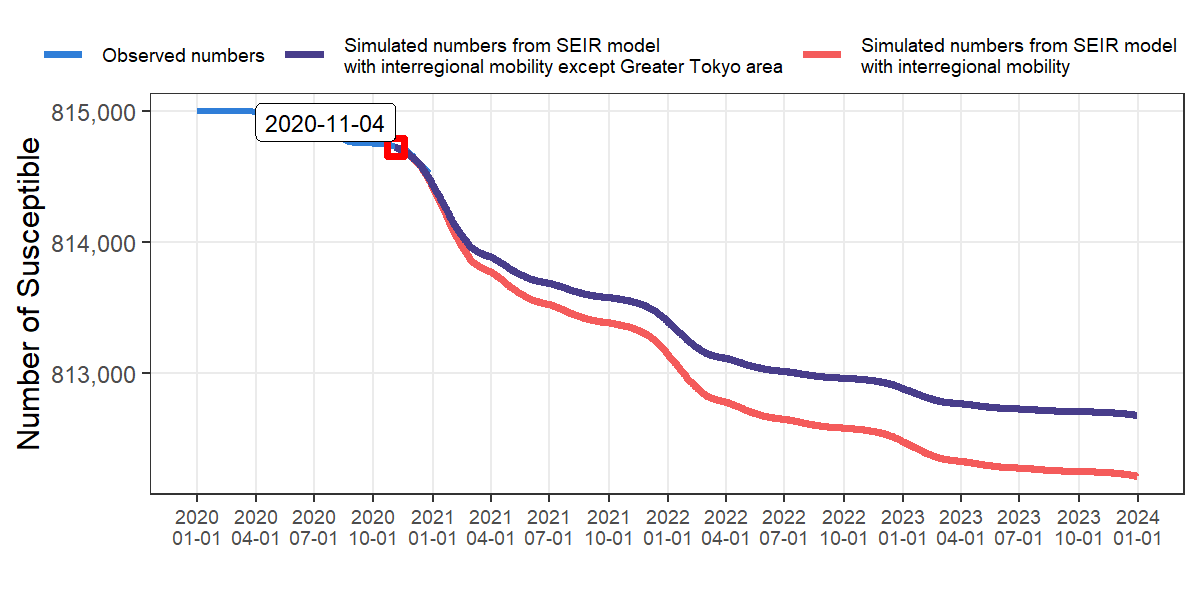 Observed numbers
Simulated numbers from SEIR model
with interregional mobility except Greater Tokyo area
Simulated numbers from SEIR model
with interregional mobility
Number of Susceptible
815,000
814,000
813,000
2020-11-04
2020 2020 2020 2020 2021 2021 2021 2021 2022 2022 2022 2022 2023 2023 2023 2023 2024
01-01 04-01 07-01 10-01 01-01 04-01 07-01 10-01 01-01 04-01 07-01 10-01 01-01 04-01 07-01 10-01 01-01